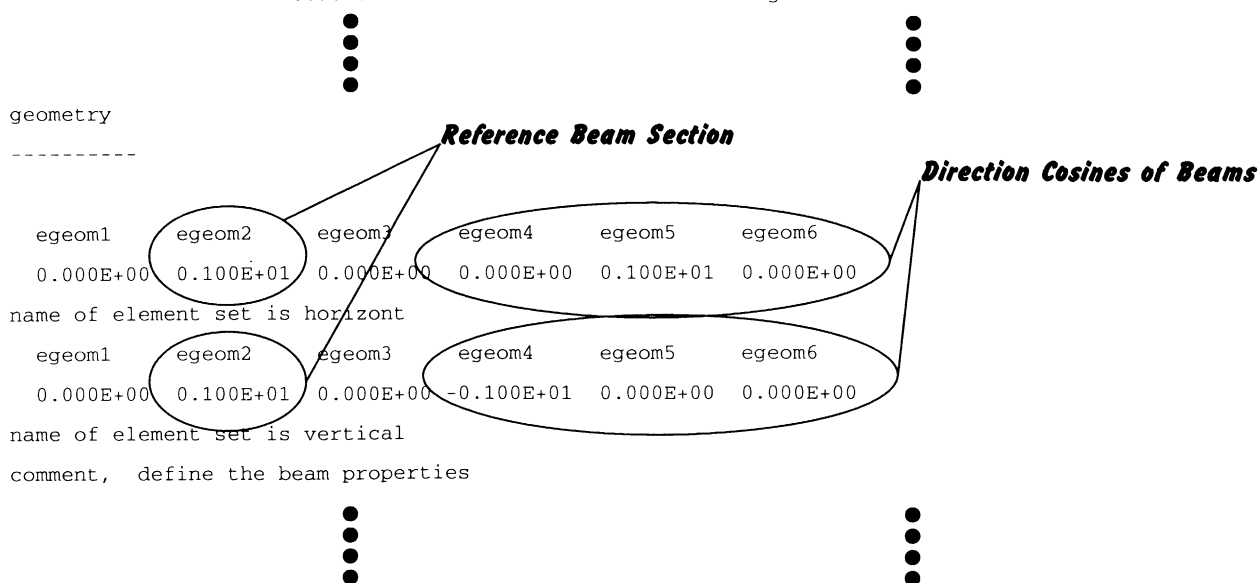 geometry
Reference Beam Section
----------
Direction Cosines of Beams
egeom1 egeom2 egeom3 egeom4 egeom5 egeom6
0.000E+00 0.100E+01 0.000E+00 0.000E+00 0.100E+01 0.000E+00
name of element set is horizont
egeom1 egeom2 egeom3 egeom4 egeom5 egeom6
0.000E+00 0.100E+01 0.000E+00 -0.100E+01 0.000E+00 0.000E+00
name of element set is vertical
comment, define the beam properties